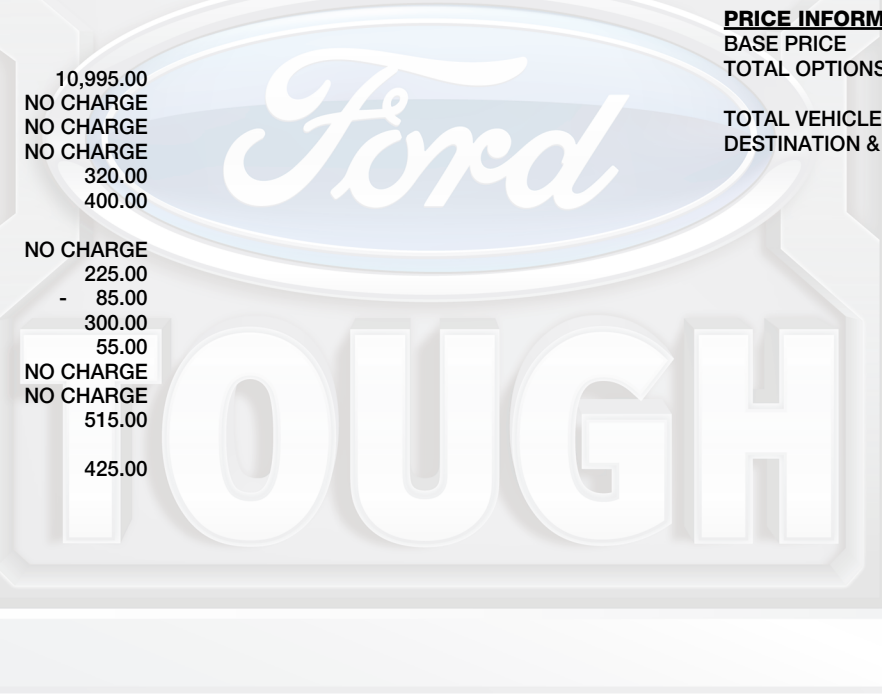 10,995.00
NO CHARGE
NO CHARGE
NO CHARGE
320.00
400.00
NO CHARGE
225.00
- 85.00
300.00
55.00
NO CHARGE
NO CHARGE
515.00
425.00
PRICE INFORM
BASE PRICE
TOTAL OPTIONS
TOTAL VEHICLE
DESTINATION &
Ford
TOUGH